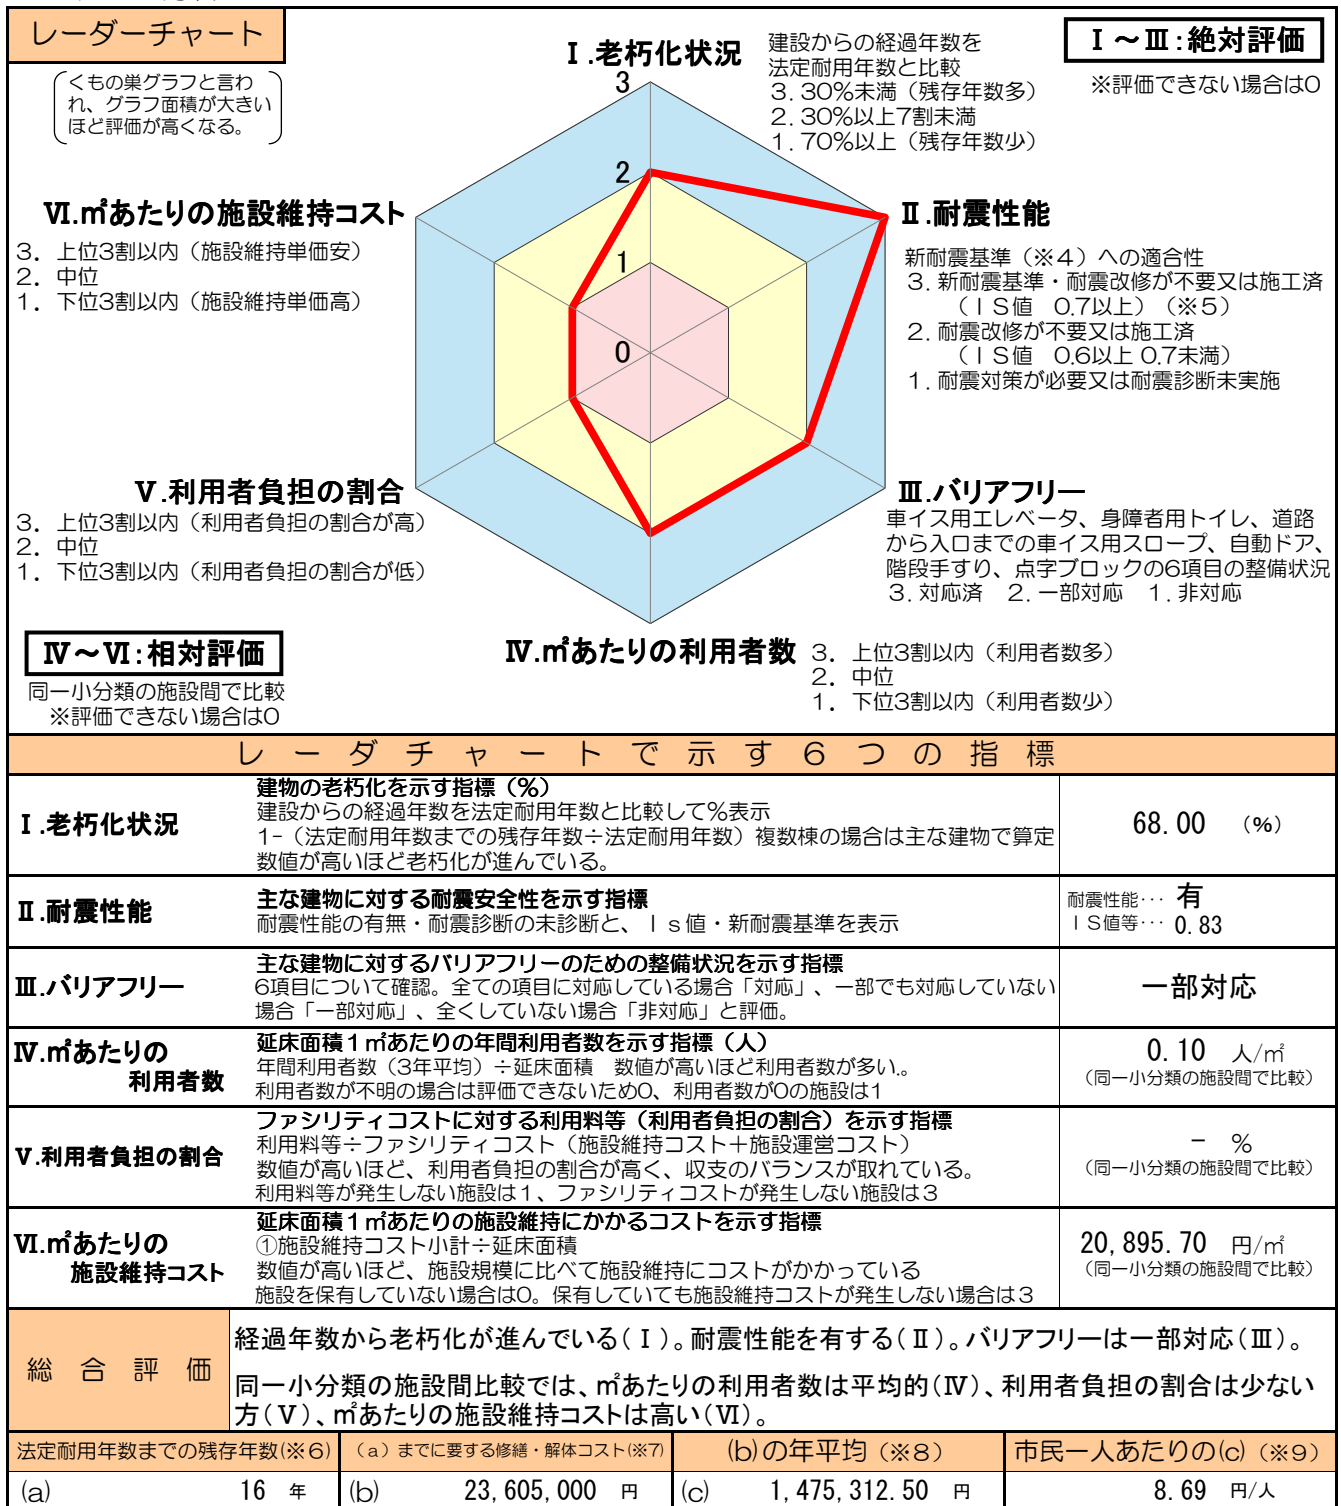 レーダーチャート
くもの巣グラフと言わ
れ、グラフ面積が大きい
ほど評価が高くなる。
Ⅰ.老朽化状況
建設からの経過年数を
法定耐用年数と比較
3.30%未満（残存年数多）
2.30%以上7割未満
1.70%以上（残存年数少）
Ⅰ～Ⅲ:絶対評価
※評価できない場合は0
3
2
1
0
Ⅵ.㎡あたりの施設維持コスト
3. 上位3割以内（施設維持単価安）
2. 中位
1. 下位3割以内（施設維持単価高）
Ⅱ.耐震性能
新耐震基準（※4）への適合性
3.新耐震基準・耐震改修が不要又は施工済
（ＩＳ値 0.7以上）（※5）
2.耐震改修が不要又は施工済
（ＩＳ値 0.6以上 0.7未満）
1.耐震対策が必要又は耐震診断未実施
Ⅴ.利用者負担の割合
3. 上位3割以内（利用者負担の割合が高）
2. 中位
1. 下位3割以内（利用者負担の割合が低）
Ⅲ.バリアフリー
車イス用エレベータ、身障者用トイレ、道路
から入口までの車イス用スロープ、自動ドア、
階段手すり、点字ブロックの6項目の整備状況
3.対応済 2.一部対応 1.非対応
Ⅳ～Ⅵ:相対評価
同一小分類の施設間で比較
※評価できない場合は0
Ⅳ.㎡あたりの利用者数
3. 上位3割以内（利用者数多）
2. 中位
1. 下位3割以内（利用者数少）
レーダチャートで示す6つの指標
Ⅰ.老朽化状況
建物の老朽化を示す指標（%）
建設からの経過年数を法定耐用年数と比較して%表示
1-（法定耐用年数までの残存年数÷法定耐用年数）複数棟の場合は主な建物で算定
数値が高いほど老朽化が進んでいる。
68.00 （%）
Ⅱ.耐震性能
主な建物に対する耐震安全性を示す指標
耐震性能の有無・耐震診断の未診断と、Ｉｓ値・新耐震基準を表示
耐震性能… 有
ＩＳ値等… 0.83
Ⅲ.バリアフリー
主な建物に対するバリアフリーのための整備状況を示す指標
6項目について確認。全ての項目に対応している場合「対応」、一部でも対応していない
場合「一部対応」、全くしていない場合「非対応」と評価。
一部対応
Ⅳ.㎡あたりの
利用者数
延床面積１㎡あたりの年間利用者数を示す指標（人）
年間利用者数（3年平均）÷延床面積 数値が高いほど利用者数が多い。
利用者数が不明の場合は評価できないため0、利用者数が0の施設は1
0.10 人/㎡
（同一小分類の施設間で比較）
Ⅴ.利用者負担の割合
ファシリティコストに対する利用料等（利用者負担の割合）を示す指標
利用料等÷ファシリティコスト（施設維持コスト＋施設運営コスト）
数値が高いほど、利用者負担の割合が高く、収支のバランスが取れている。
利用料等が発生しない施設は１、ファシリティコストが発生しない施設は３
－ %
（同一小分類の施設間で比較）
Ⅵ.㎡あたりの
施設維持コスト
延床面積１㎡あたりの施設維持にかかるコストを示す指標
①施設維持コスト小計÷延床面積
数値が高いほど、施設規模に比べて施設維持にコストがかかっている
施設を保有していない場合は0。保有していても施設維持コストが発生しない場合は３
20,895.70 円/㎡
（同一小分類の施設間で比較）
総合評価
経過年数から老朽化が進んでいる(Ⅰ)。耐震性能を有する(Ⅱ)。バリアフリーは一部対応(Ⅲ)。
同一小分類の施設間比較では、㎡あたりの利用者数は平均的(Ⅳ)、利用者負担の割合は少ない
方(Ⅴ)、㎡あたりの施設維持コストは高い(Ⅵ)。
法定耐用年数までの残存年数(※6)
（a）までに要する修繕・解体コスト(※7)
(b)の年平均（※8）
市民一人あたりの(c)（※9）
(a) 16 年
(b) 23,605,000 円
(c) 1,475,312.50 円
8.69 円/人